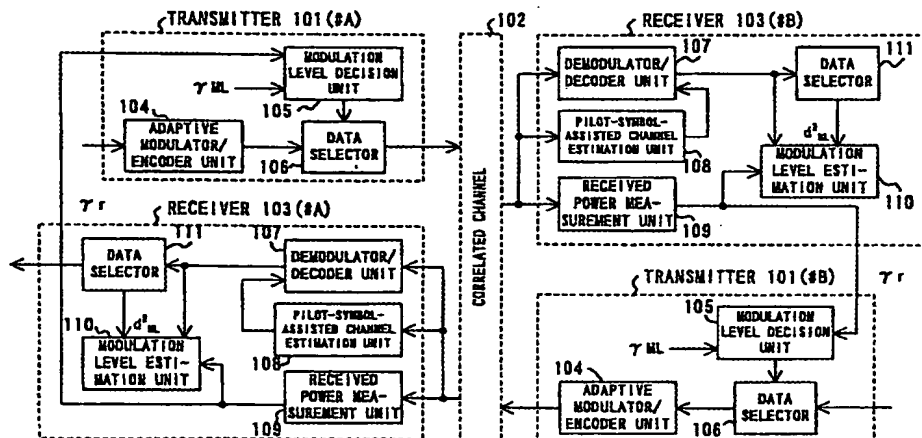 TRANSMITTER 101(#A)
MODULATION
LEVEL DECISION
UNIT
γ ML
105
104
ADAPTIVE
MODULATOR/
ENCODER UNIT
DATA
SELECTOR
106
γ r
RECEIVER 103(#A)
111
DATA
SELECTOR
107
DEMODULATOR/
DECODER UNIT
110
d²ML
MODULATION
LEVEL ESTI-
MATION UNIT
PILOT-SYMBOL-
ASSISTED CHANNEL
ESTIMATION UNIT
108
RECEIVED
POWER MEA-
SUREMENT UNIT
109
102
CORRELATED CHANNEL
RECEIVER 103(#B)
107
DEMODULATOR/
DECODER UNIT
111
DATA
SELECTOR
PILOT-SYMBOL-
ASSISTED CHANNEL
ESTIMATION UNIT
108
d²ML
MODULATION
LEVEL ESTI-
MATION UNIT
110
RECEIVED
POWER MEA-
SUREMENT UNIT
109
TRANSMITTER 101(#B)
γ r
105
MODULATION
LEVEL DECISION
UNIT
γ ML
104
ADAPTIVE
MODULATOR/
ENCODER UNIT
DATA
SELECTOR
106